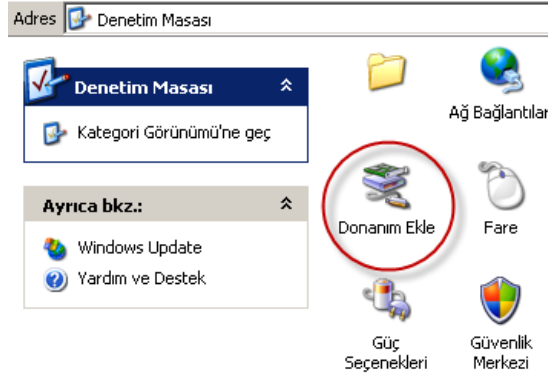 Adres Denetim Masası
Denetim Masası
Kategori Görünümü'ne geç
Ayrıca bkz.:
Windows Update
Yardım ve Destek
Ağ Bağlantılar
Donanım Ekle
Fare
Güç
Seçenekleri
Güvenlik
Merkezi